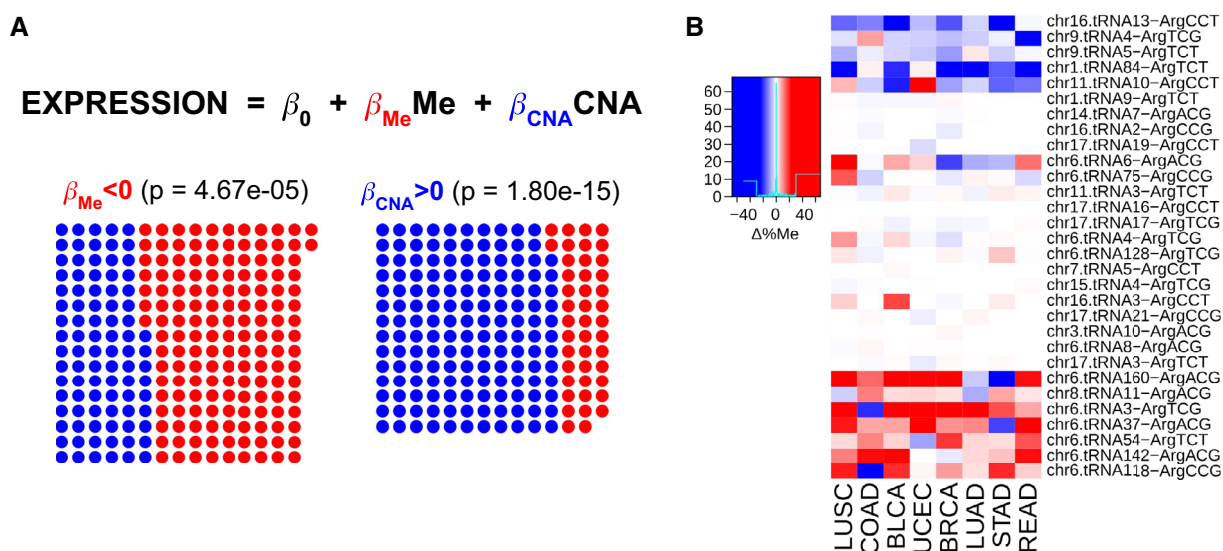 A
EXPRESSION = β0 + βMeMe + βCNACNA
βMe<0 (p = 4.67e-05)
βCNA>0 (p = 1.80e-15)
B
60
50
40
30
20
10
0
−40 0 40
Δ%Me
chr16.tRNA13−ArgCCT
chr9.tRNA4−ArgTCG
chr9.tRNA5−ArgTCT
chr1.tRNA84−ArgTCT
chr11.tRNA10−ArgCCT
chr1.tRNA9−ArgTCT
chr14.tRNA7−ArgACG
chr16.tRNA2−ArgCCG
chr17.tRNA19−ArgCCT
chr6.tRNA6−ArgACG
chr6.tRNA75−ArgCCG
chr11.tRNA3−ArgTCT
chr17.tRNA16−ArgCCT
chr17.tRNA17−ArgTCG
chr6.tRNA4−ArgTCG
chr6.tRNA128−ArgTCG
chr7.tRNA5−ArgCCT
chr15.tRNA4−ArgTCG
chr16.tRNA3−ArgCCT
chr17.tRNA21−ArgCCG
chr3.tRNA10−ArgACG
chr6.tRNA8−ArgACG
chr17.tRNA3−ArgTCT
chr6.tRNA160−ArgACG
chr8.tRNA11−ArgACG
chr6.tRNA3−ArgTCG
chr6.tRNA37−ArgACG
chr6.tRNA54−ArgTCT
chr6.tRNA142−ArgACG
chr6.tRNA118−ArgCCG
LUSC
COAD
BLCA
UCEC
BRCA
LUAD
STAD
READ